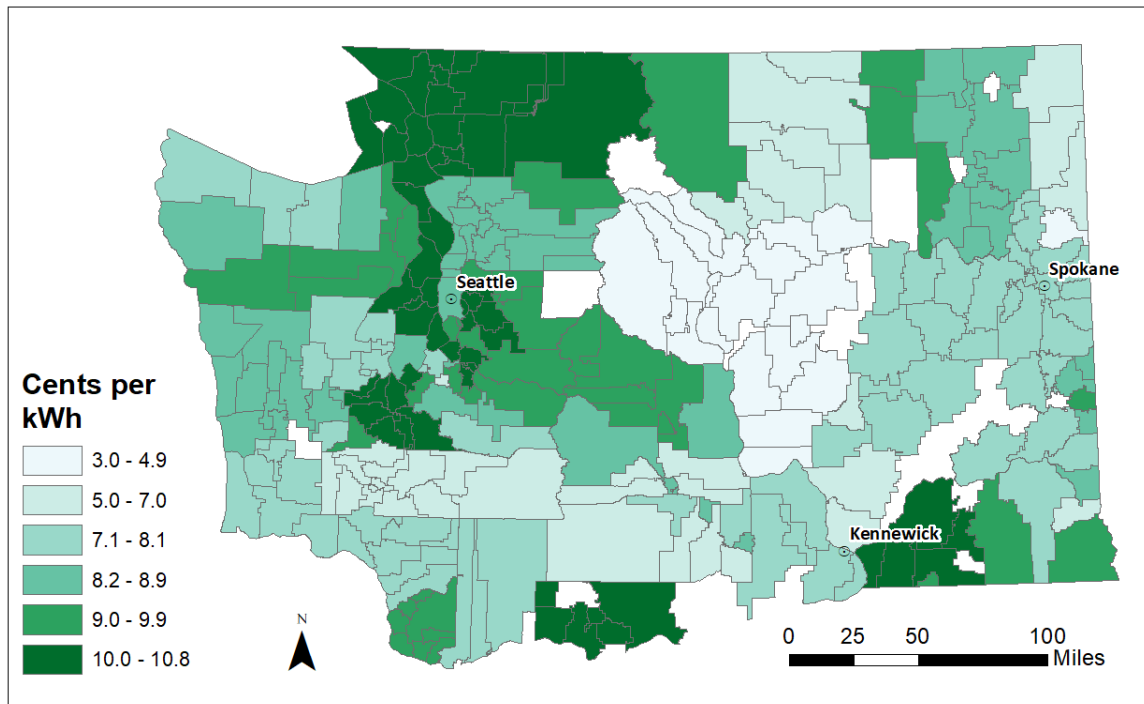 Seattle
Spokane
Kennewick
Cents per
kWh
3.0 - 4.9
5.0 - 7.0
7.1 - 8.1
8.2 - 8.9
9.0 - 9.9
10.0 - 10.8
N
0 25 50 100
Miles